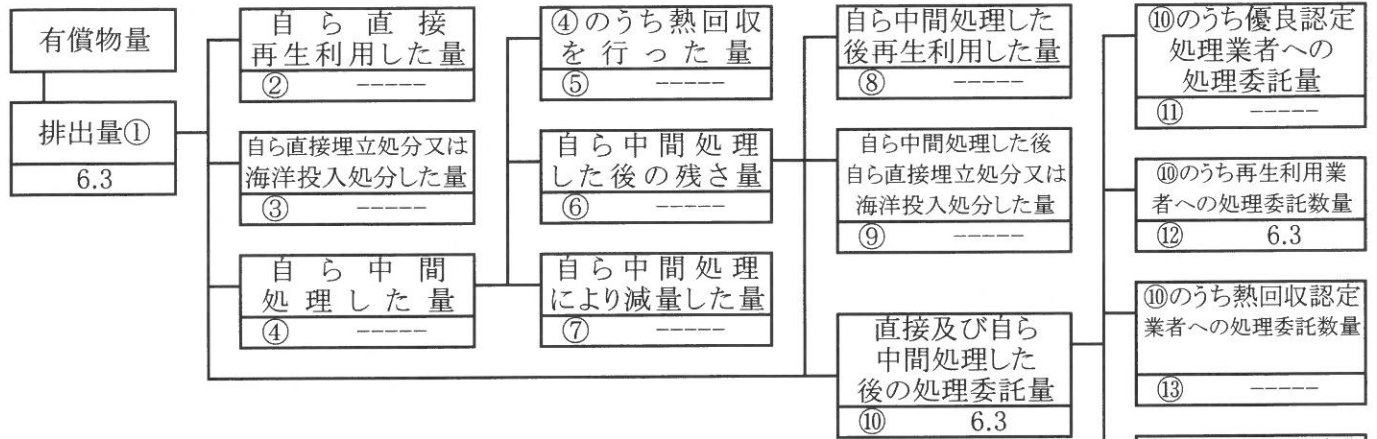 有償物量
排出量①
6.3
自ら直接
再生利用した量
② -----
自ら直接埋立処分又は
海洋投入処分した量
③ -----
自ら中間
処理した量
④ -----
④のうち熱回収
を行った量
⑤ -----
自ら中間処理
した後の残さ量
⑥ -----
自ら中間処理
により減量した量
⑦ -----
自ら中間処理した
後再生利用した量
⑧ -----
自ら中間処理した後
自ら直接埋立処分又は
海洋投入処分した量
⑨ -----
直接及び自ら
中間処理した
後の処理委託量
⑩ 6.3
⑩のうち優良認定
処理業者への
処理委託量
⑪ -----
⑩のうち再生利用業
者への処理委託数量
⑫ 6.3
⑩のうち熱回収認定
業者への処理委託数量
⑬ -----